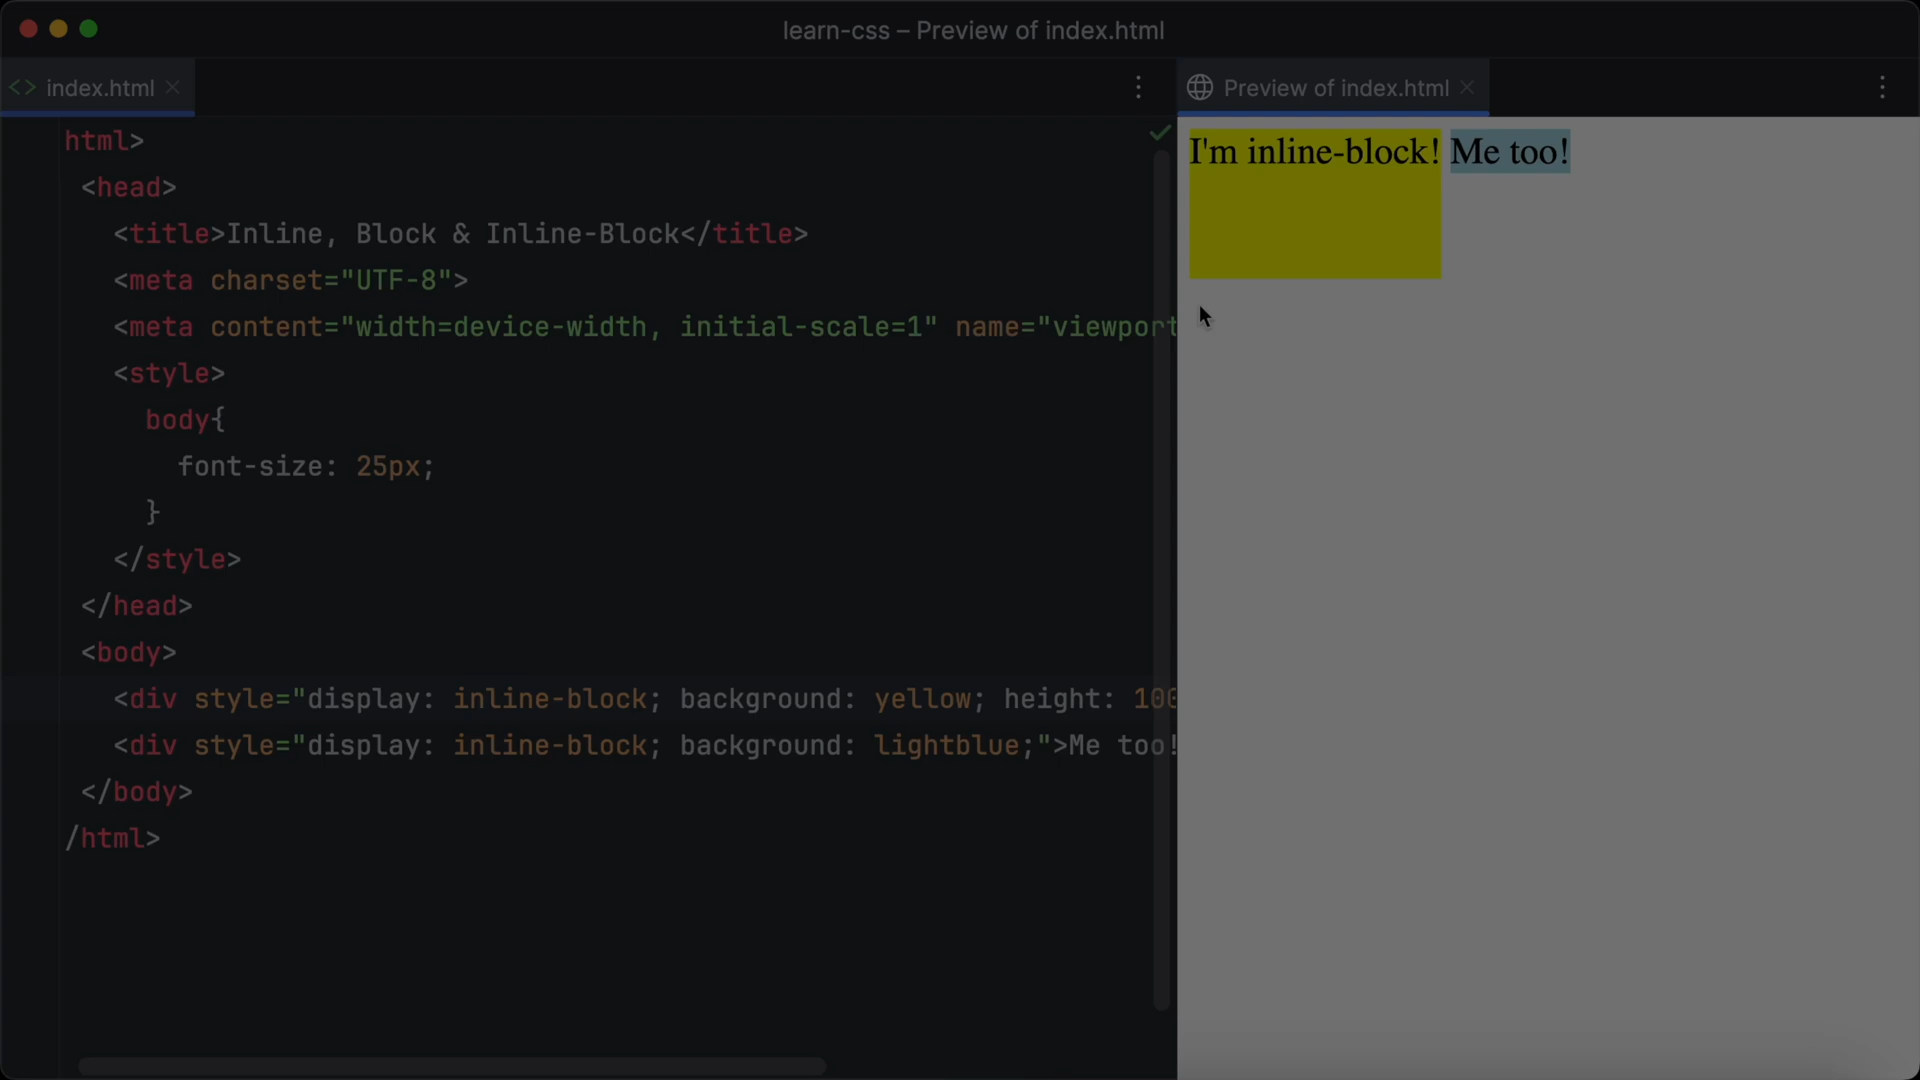 learn-css – Preview of index.html
<> index.html
Preview of index.html
html>
<head>
<title>Inline, Block & Inline-Block</title>
<meta charset="UTF-8">
<meta content="width=device-width, initial-scale=1" name="viewport
<style>
body{
font-size: 25px;
}
</style>
</head>
<body>
<div style="display: inline-block; background: yellow; height: 100
<div style="display: inline-block; background: lightblue;">Me too!
</body>
/html>
I'm inline-block! Me too!